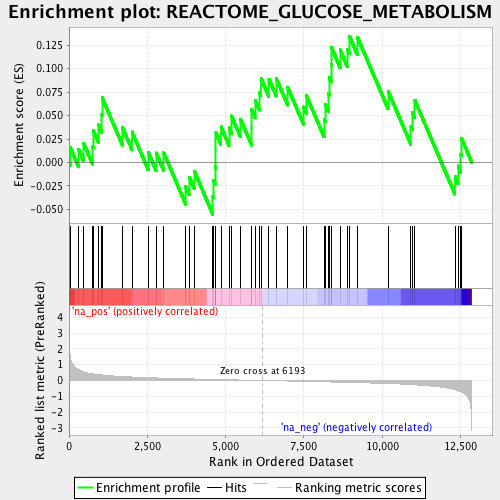 Enrichment plot: REACTOME_GLUCOSE_METABOLISM
Enrichment score (ES)
0.125
0.100
0.075
0.050
0.025
0.000
-0.025
-0.050
'na_pos' (positively correlated)
Ranked list metric (PreRanked)
4
3
2
1
0
-1
-2
-3
Zero cross at 6193
'na_neg' (negatively correlated)
0 2,500 5,000 7,500 10,000 12,500
Rank in Ordered Dataset
Enrichment profile Hits Ranking metric scores